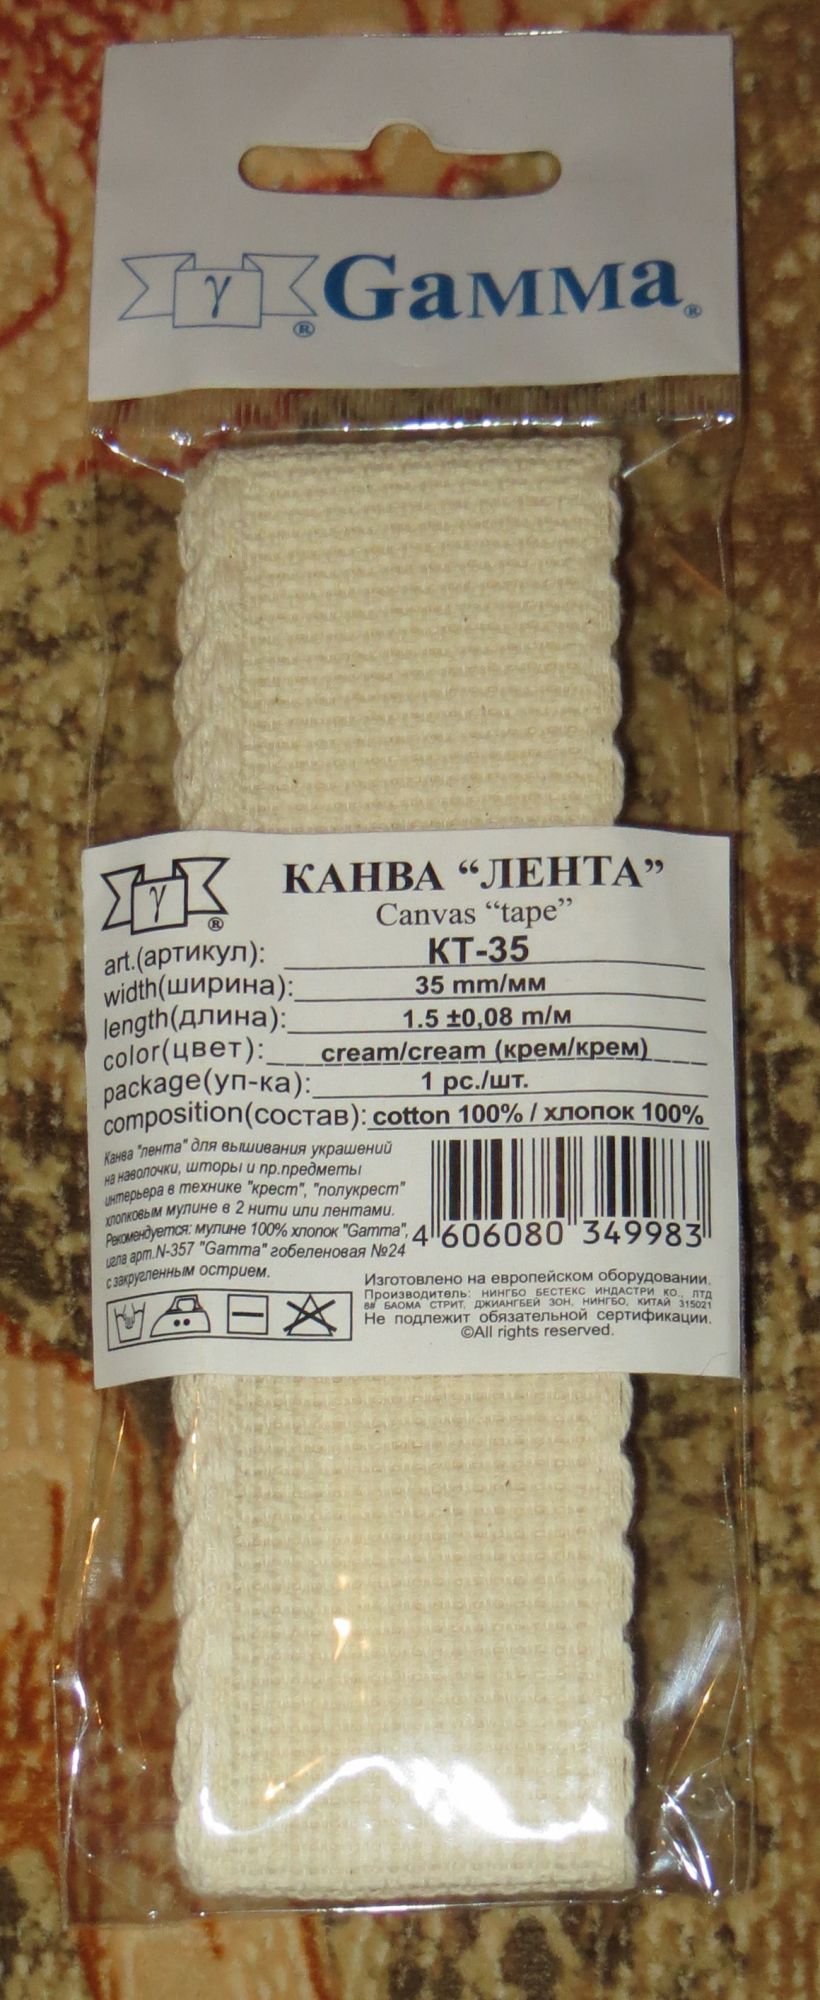 γ ® Gамма®
γ ®
КАНВА “ЛЕНТА”
Canvas “tape”
art.(артикул): КТ-35
width(ширина): 35 mm/мм
length(длина): 1.5 ±0,08 m/м
color(цвет): cream/cream (крем/крем)
package(уп-ка): 1 pc./шт.
composition(состав): cotton 100% / хлопок 100%
Канва "лента" для вышивания украшений
на наволочки, шторы и пр.предметы
интерьера в технике "крест", "полукрест"
хлопковым мулине в 2 нити или лентами.
Рекомендуется: мулине 100% хлопок "Gamma",
игла арт.N-357 "Gamma" гобеленовая №24
с закругленным острием.
4 606080 349983
Изготовлено на европейском оборудовании.
Производитель: НИНГБО БЕСТЕКС ИНДАСТРИ КО., ЛТД
8# БАОМА СТРИТ, ДЖИАНГБЕЙ ЗОН, НИНГБО, КИТАЙ 315021
Не подлежит обязательной сертификации.
©All rights reserved.